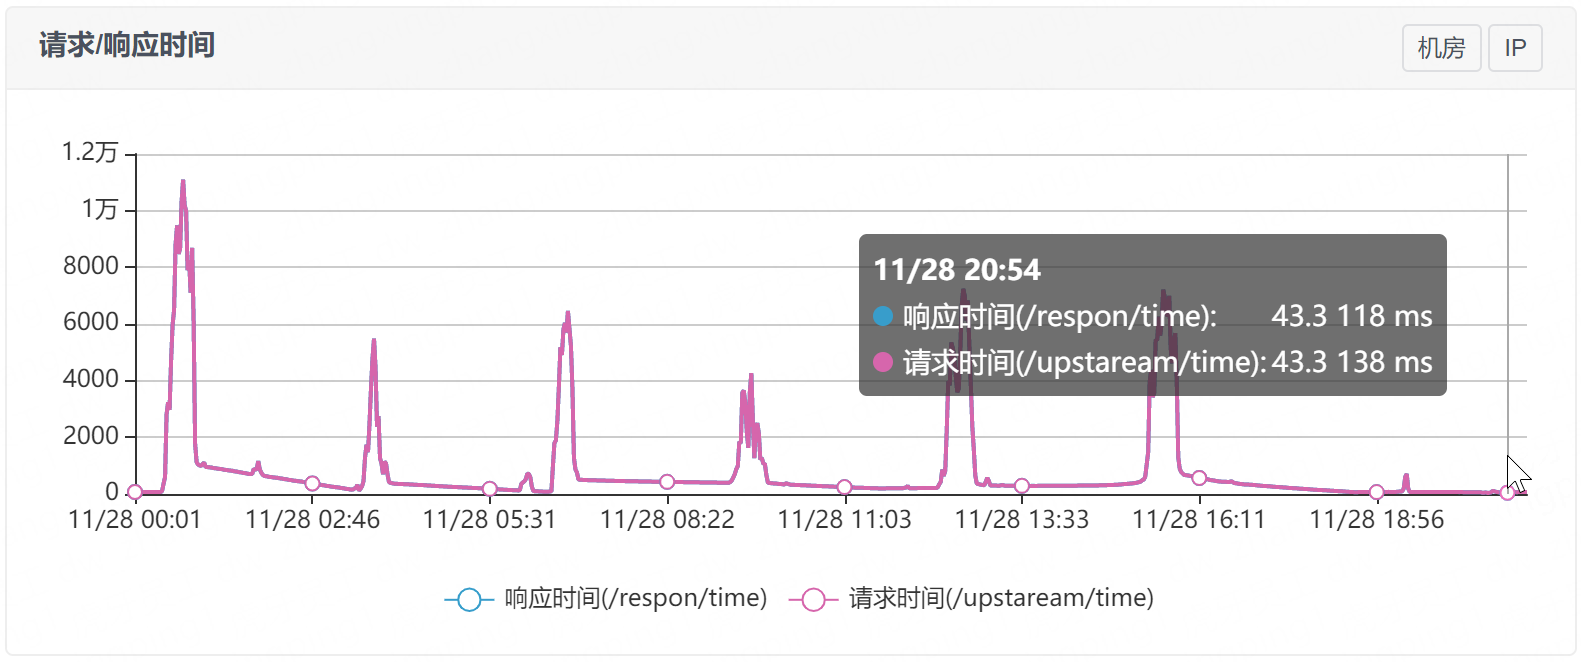 请求/响应时间
机房 IP
1.2万
1万
8000
6000
4000
2000
0
11/28 20:54
响应时间(/respon/time): 43.3 118 ms
请求时间(/upstaream/time): 43.3 138 ms
11/28 00:01 11/28 02:46 11/28 05:31 11/28 08:22 11/28 11:03 11/28 13:33 11/28 16:11 11/28 18:56
响应时间(/respon/time) 请求时间(/upstaream/time)